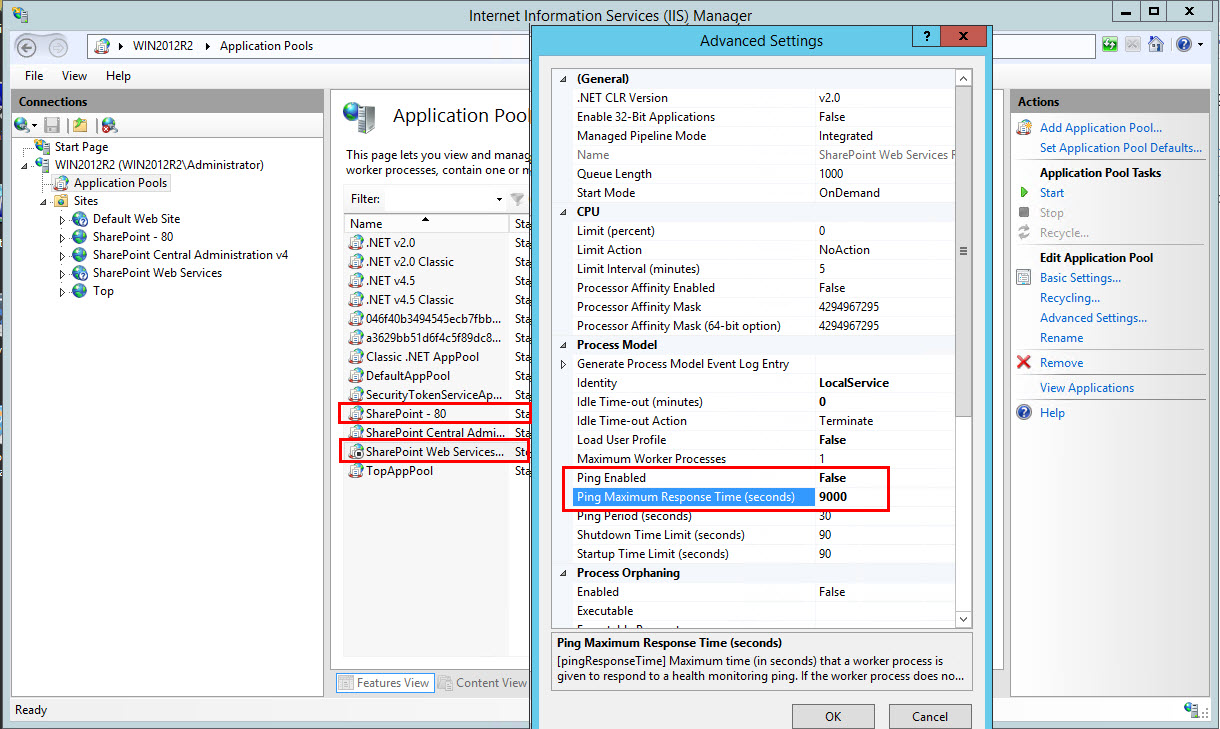 Internet Information Services (IIS) Manager
WIN2012R2 Application Pools
File View Help
Connections
Start Page
WIN2012R2 (WIN2012R2\Administrator)
Application Pools
Sites
Default Web Site
SharePoint - 80
SharePoint Central Administration v4
SharePoint Web Services
Top
Ready
Application Pool
This page lets you view and manag
worker processes, contain one or m
Filter:
Name Sta
.NET v2.0 Sta
.NET v2.0 Classic Sta
.NET v4.5 Sta
.NET v4.5 Classic Sta
046f40b3494545ecb7fbb... Sta
a3629bb51d6f4c5f89dc8... Sta
Classic .NET AppPool Sta
DefaultAppPool Sta
SecurityTokenServiceAp... Sta
SharePoint - 80 Sta
SharePoint Central Admi... Sta
SharePoint Web Services... Sto
TopAppPool Sta
Features View Content View
Advanced Settings
?
(General)
.NET CLR Version v2.0
Enable 32-Bit Applications False
Managed Pipeline Mode Integrated
Name SharePoint Web Services
Queue Length 1000
Start Mode OnDemand
CPU
Limit (percent) 0
Limit Action NoAction
Limit Interval (minutes) 5
Processor Affinity Enabled False
Processor Affinity Mask 4294967295
Processor Affinity Mask (64-bit option) 4294967295
Process Model
Generate Process Model Event Log Entry
Identity LocalService
Idle Time-out (minutes) 0
Idle Time-out Action Terminate
Load User Profile False
Maximum Worker Processes 1
Ping Enabled False
Ping Maximum Response Time (seconds) 9000
Ping Period (seconds) 30
Shutdown Time Limit (seconds) 90
Startup Time Limit (seconds) 90
Process Orphaning
Enabled False
Executable
Ping Maximum Response Time (seconds)
[pingResponseTime] Maximum time (in seconds) that a worker process is
given to respond to a health monitoring ping. If the worker process does no...
OK Cancel
Actions
Add Application Pool...
Set Application Pool Defaults...
Application Pool Tasks
Start
Stop
Recycle...
Edit Application Pool
Basic Settings...
Recycling...
Advanced Settings...
Rename
Remove
View Applications
Help